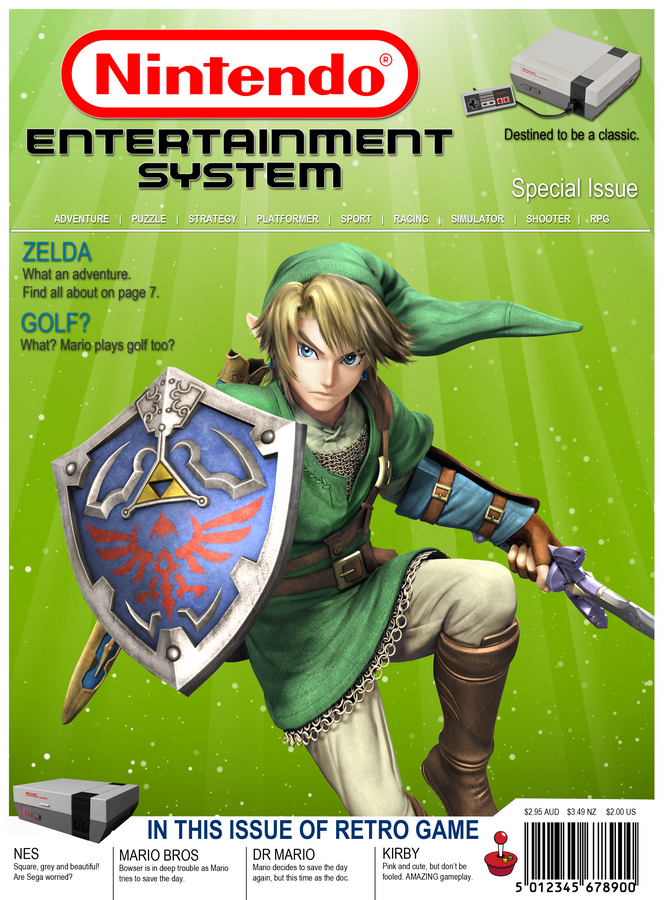 Nintendo®
ENTERTAINMENT
SYSTEM
Destined to be a classic.
Special Issue
ADVENTURE | PUZZLE | STRATEGY | PLATFORMER | SPORT | RACING | SIMULATOR | SHOOTER | RPG
ZELDA
What an adventure.
Find all about on page 7.
GOLF?
What? Mario plays golf too?
$2.95 AUD $3.49 NZ $2.00 US
IN THIS ISSUE OF RETRO GAME
NES
Square, grey and beautiful!
Are Sega worried?
MARIO BROS
Bowser is in deep trouble as Mario
tries to save the day.
DR MARIO
Mario decides to save the day
again, but this time as the doc.
KIRBY
Pink and cute, but don't be
fooled. AMAZING gameplay.
5 012345 678900